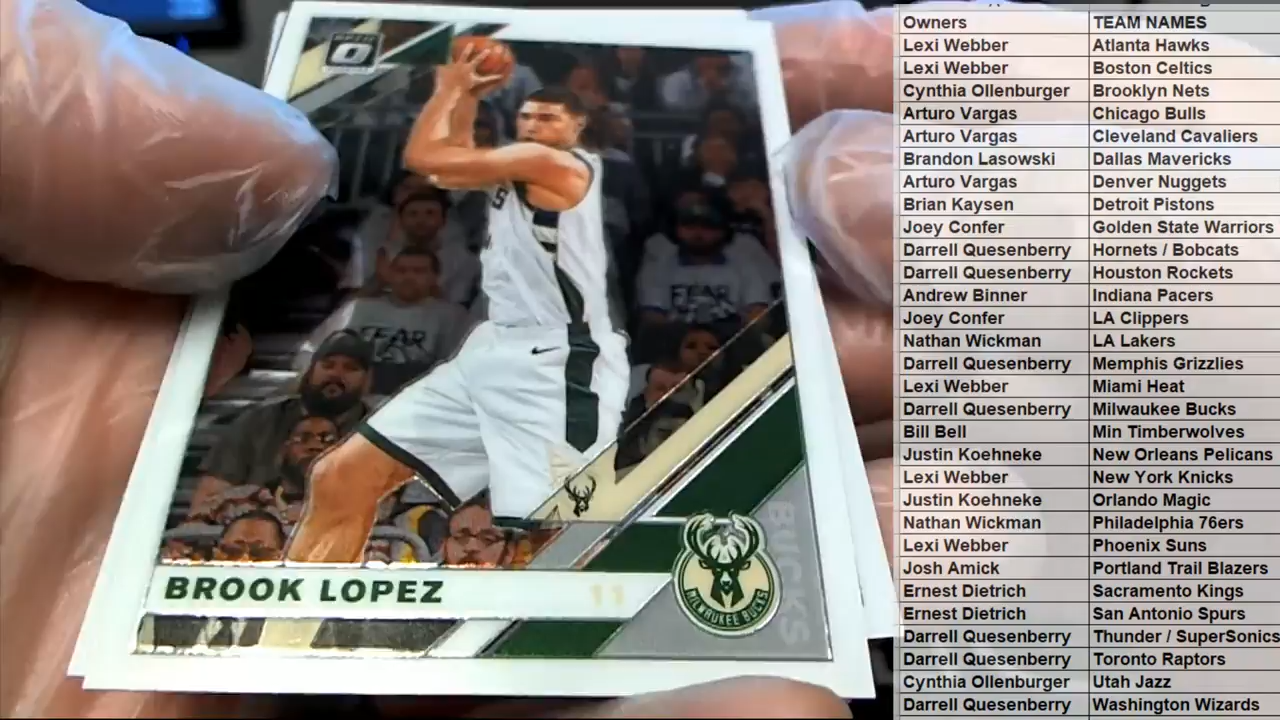 OPTIC
FEAR
FEAR
BUCKS
BROOK LOPEZ 11
MILWAUKEE BUCKS
Owners TEAM NAMES
Lexi Webber Atlanta Hawks
Lexi Webber Boston Celtics
Cynthia Ollenburger Brooklyn Nets
Arturo Vargas Chicago Bulls
Arturo Vargas Cleveland Cavaliers
Brandon Lasowski Dallas Mavericks
Arturo Vargas Denver Nuggets
Brian Kaysen Detroit Pistons
Joey Confer Golden State Warriors
Darrell Quesenberry Hornets / Bobcats
Darrell Quesenberry Houston Rockets
Andrew Binner Indiana Pacers
Joey Confer LA Clippers
Nathan Wickman LA Lakers
Darrell Quesenberry Memphis Grizzlies
Lexi Webber Miami Heat
Darrell Quesenberry Milwaukee Bucks
Bill Bell Min Timberwolves
Justin Koehneke New Orleans Pelicans
Lexi Webber New York Knicks
Justin Koehneke Orlando Magic
Nathan Wickman Philadelphia 76ers
Lexi Webber Phoenix Suns
Josh Amick Portland Trail Blazers
Ernest Dietrich Sacramento Kings
Ernest Dietrich San Antonio Spurs
Darrell Quesenberry Thunder / SuperSonics
Darrell Quesenberry Toronto Raptors
Cynthia Ollenburger Utah Jazz
Darrell Quesenberry Washington Wizards